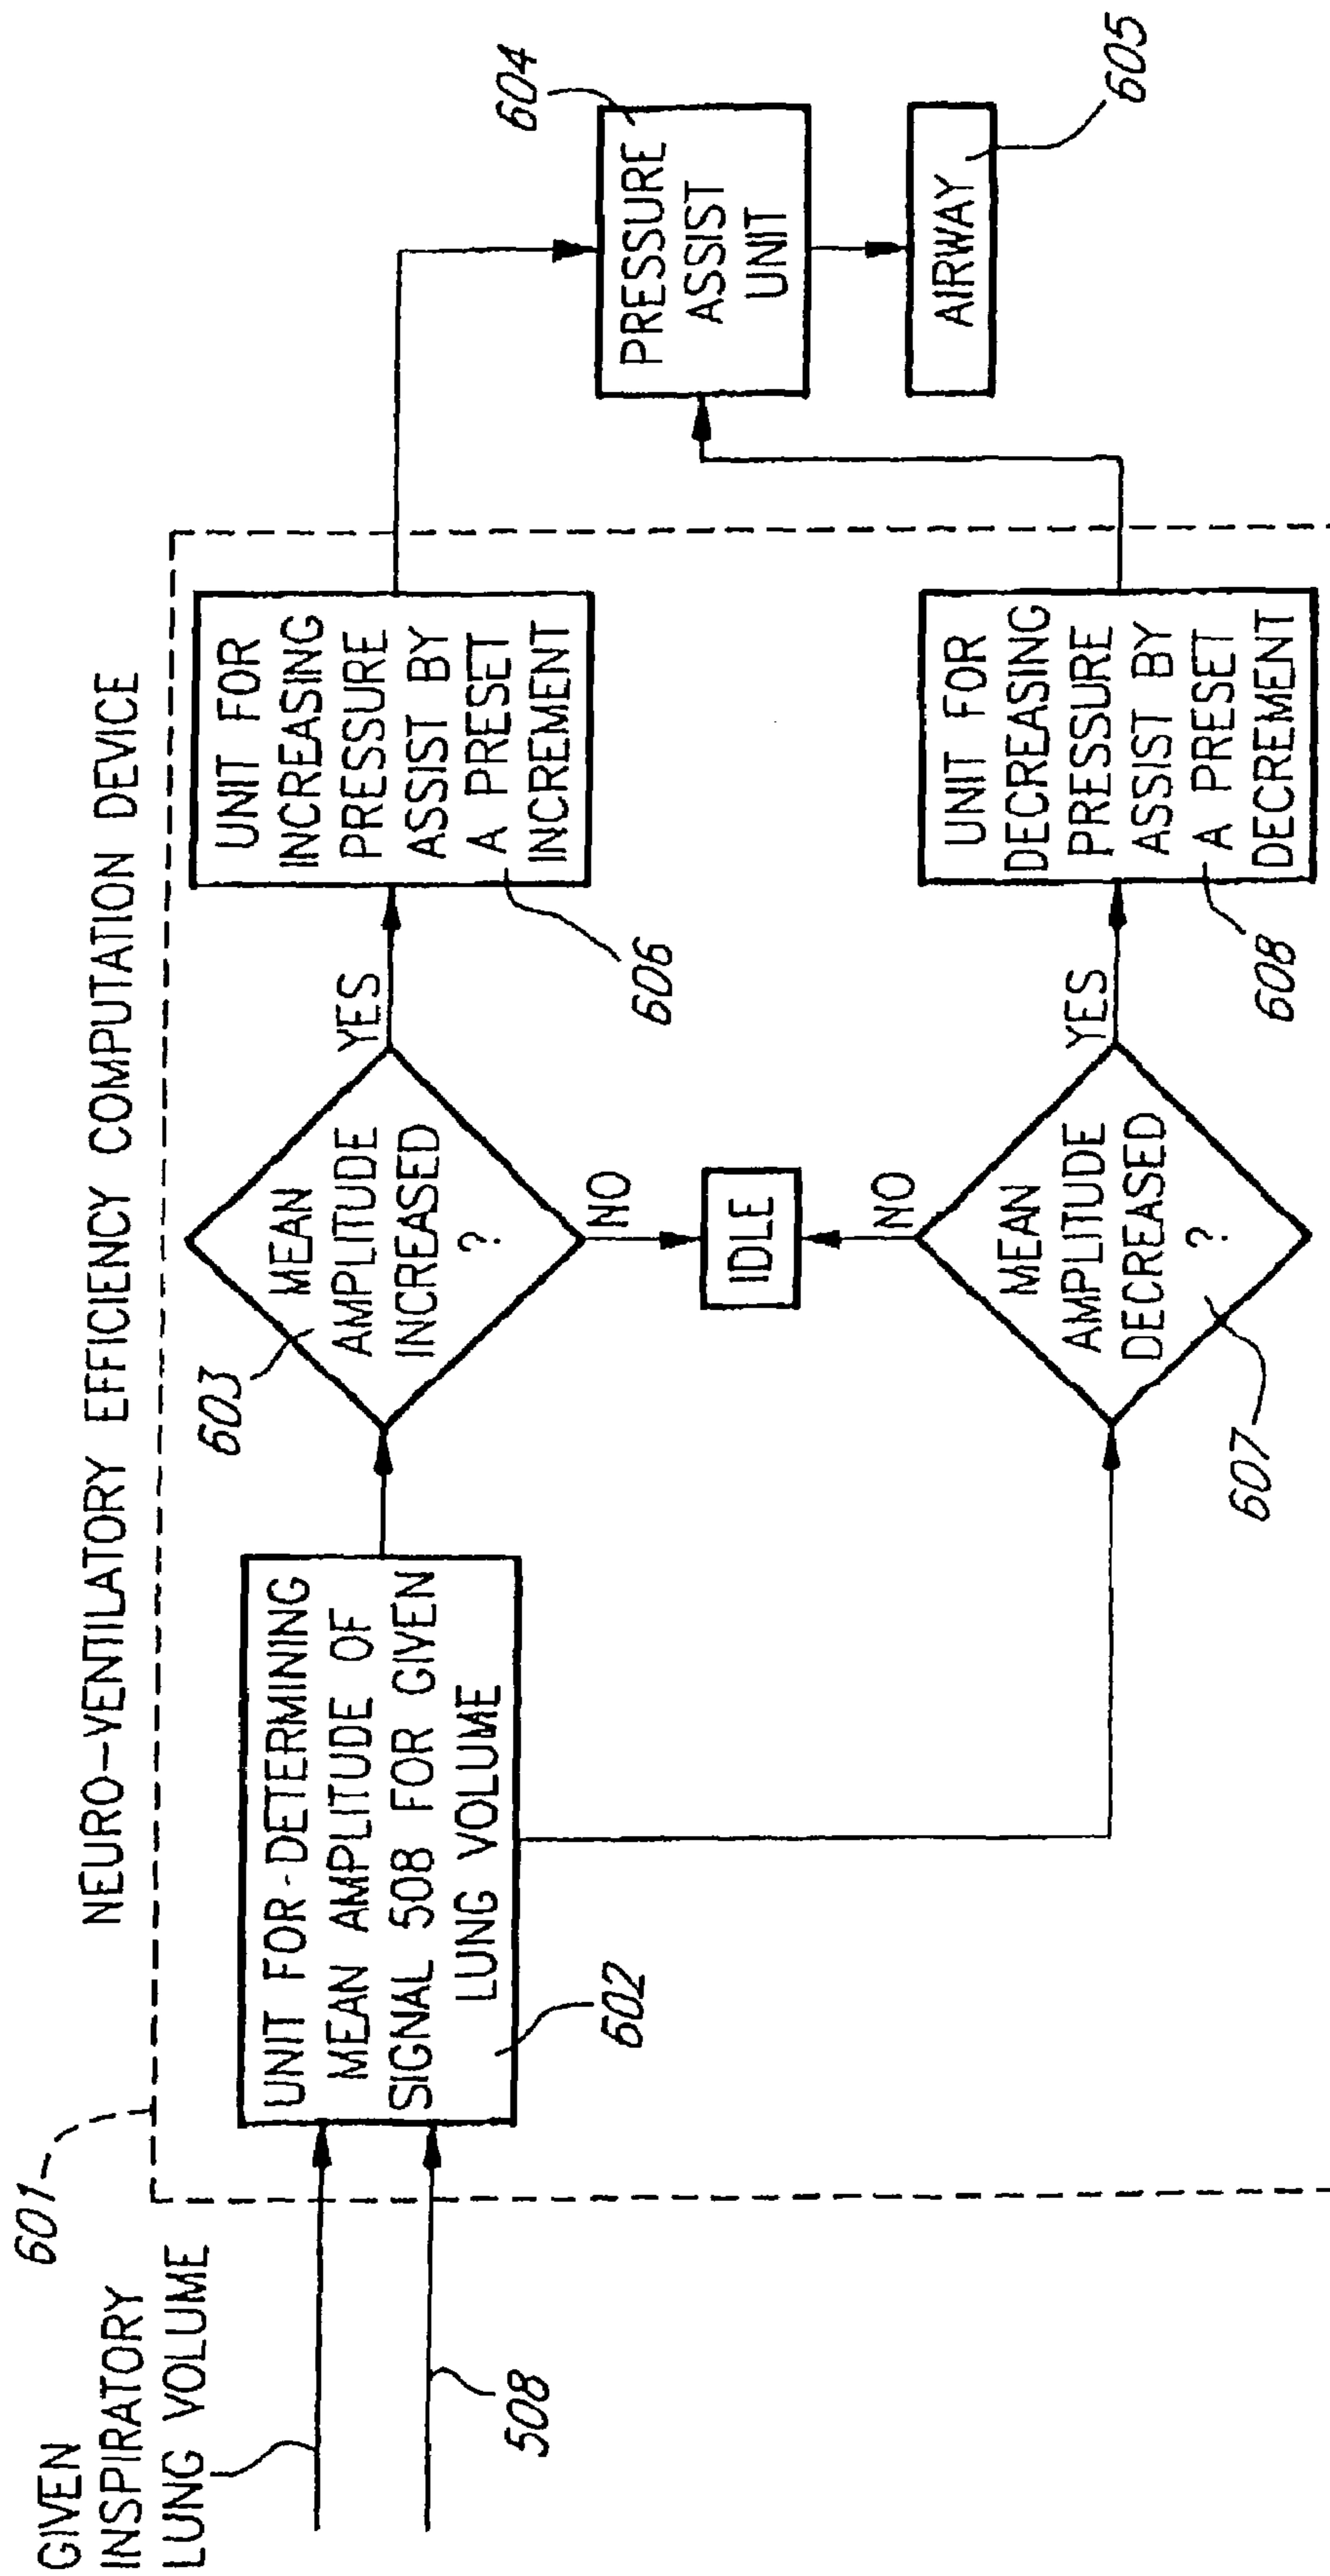 NEURO-VENTILATORY EFFICIENCY COMPUTATION DEVICE
601
GIVEN
INSPIRATORY
LUNG VOLUME
508
UNIT FOR-DETERMINING
MEAN AMPLITUDE OF
SIGNAL 508 FOR GIVEN
LUNG VOLUME
602
603
MEAN
AMPLITUDE
INCREASED
?
YES
NO
UNIT FOR
INCREASING
PRESSURE
ASSIST BY
A PRESET
INCREMENT
606
IDLE
NO
MEAN
AMPLITUDE
DECREASED
?
607
YES
UNIT FOR
DECREASING
PRESSURE
ASSIST BY
A PRESET
DECREMENT
608
604
PRESSURE
ASSIST
UNIT
AIRWAY
605